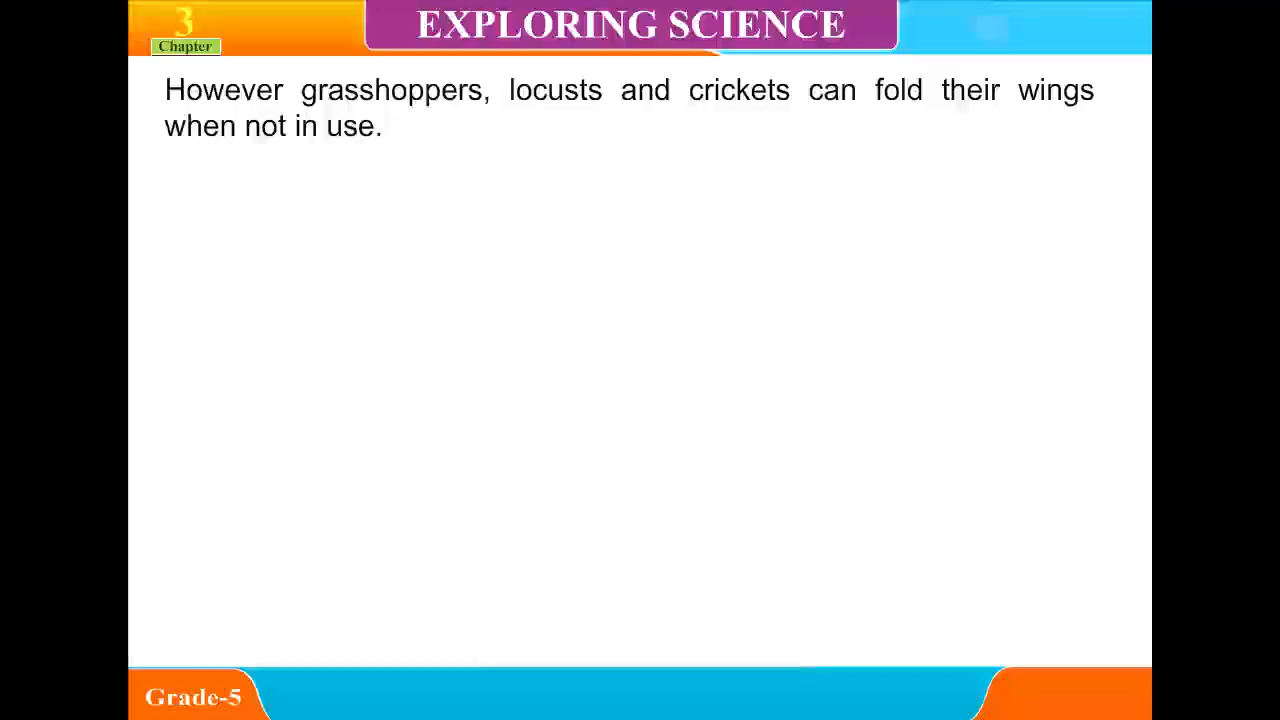 3
Chapter
EXPLORING SCIENCE
However grasshoppers, locusts and crickets can fold their wings
when not in use.
Grade-5